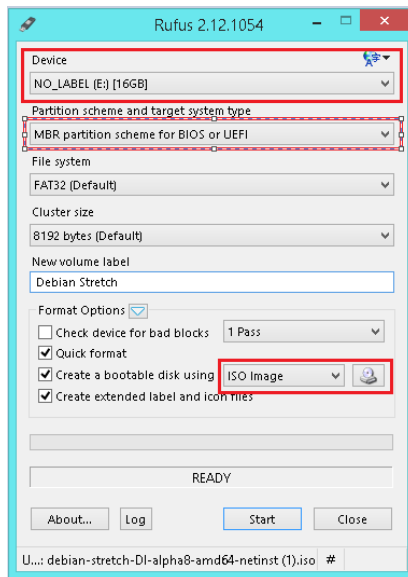 Rufus 2.12.1054
Device
NO_LABEL (E:) [16GB]
Partition scheme and target system type
MBR partition scheme for BIOS or UEFI
File system
FAT32 (Default)
Cluster size
8192 bytes (Default)
New volume label
Debian Stretch
Format Options
Check device for bad blocks 1 Pass
Quick format
Create a bootable disk using ISO Image
Create extended label and icon files
READY
About... Log Start Close
U...: debian-stretch-DI-alpha8-amd64-netinst (1).iso #